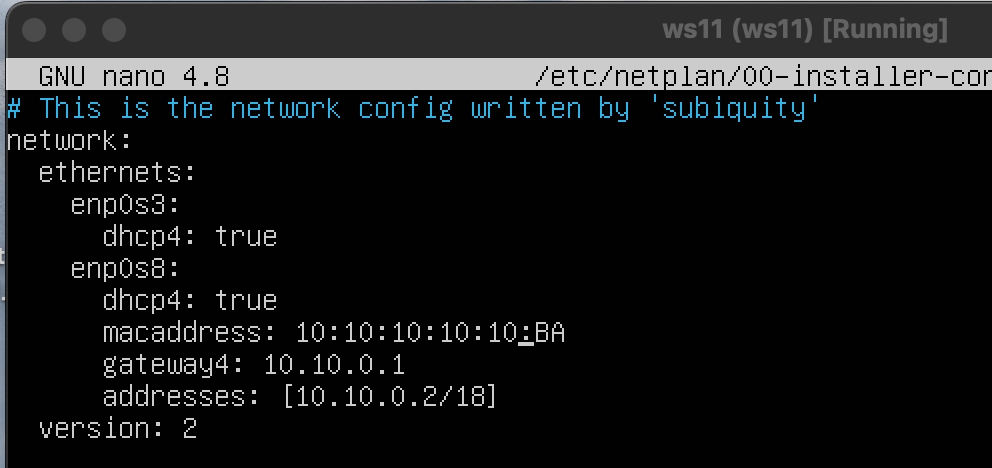 ws11 (ws11) [Running]
GNU nano 4.8 /etc/netplan/00-installer-con
# This is the network config written by 'subiquity'
network:
  ethernets:
    enp0s3:
      dhcp4: true
    enp0s8:
      dhcp4: true
      macaddress: 10:10:10:10:10:BA
      gateway4: 10.10.0.1
      addresses: [10.10.0.2/18]
  version: 2